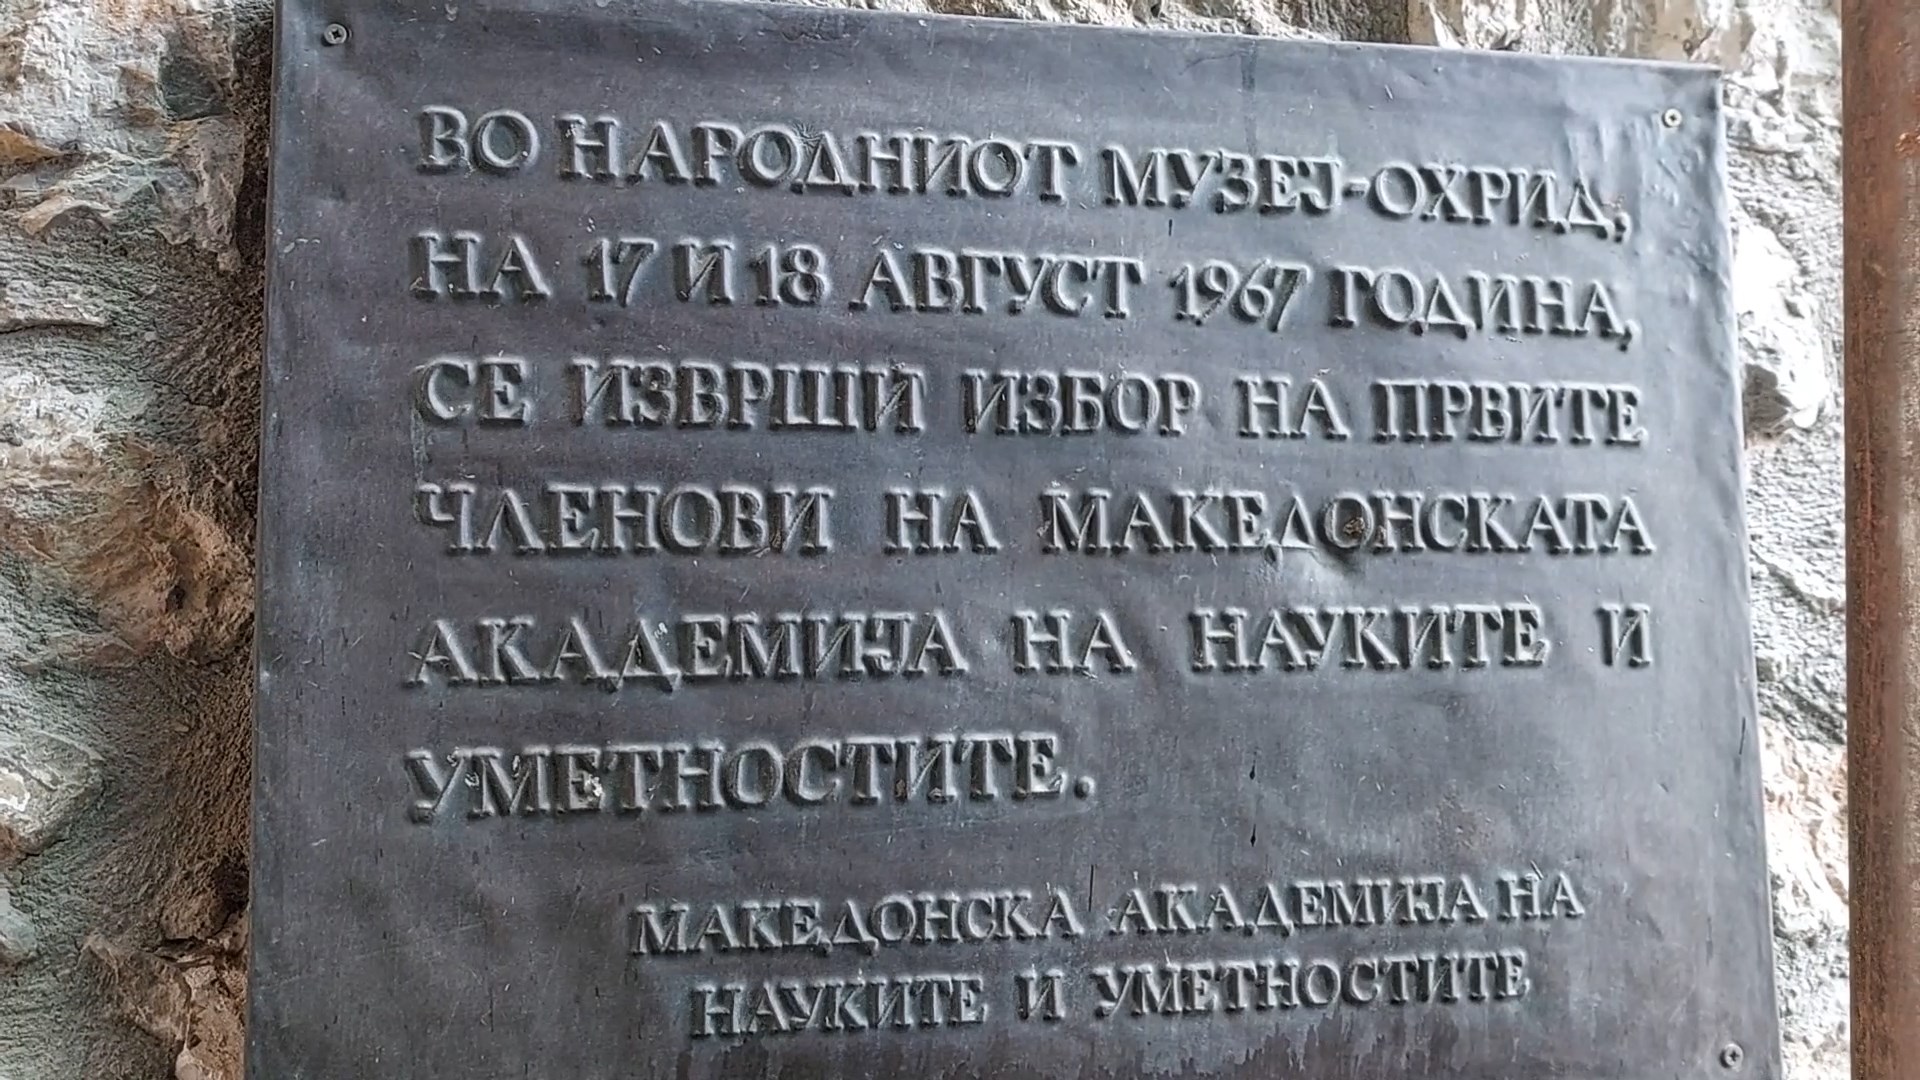 ВО НАРОДНИОТ МУЗЕЈ-ОХРИД,
НА 17 И 18 АВГУСТ 1967 ГОДИНА,
СЕ ИЗВРШИ ИЗБОР НА ПРВИТЕ
ЧЛЕНОВИ НА МАКЕДОНСКАТА
АКАДЕМИЈА НА НАУКИТЕ И
УМЕТНОСТИТЕ.
МАКЕДОНСКА АКАДЕМИЈА НА
НАУКИТЕ И УМЕТНОСТИТЕ